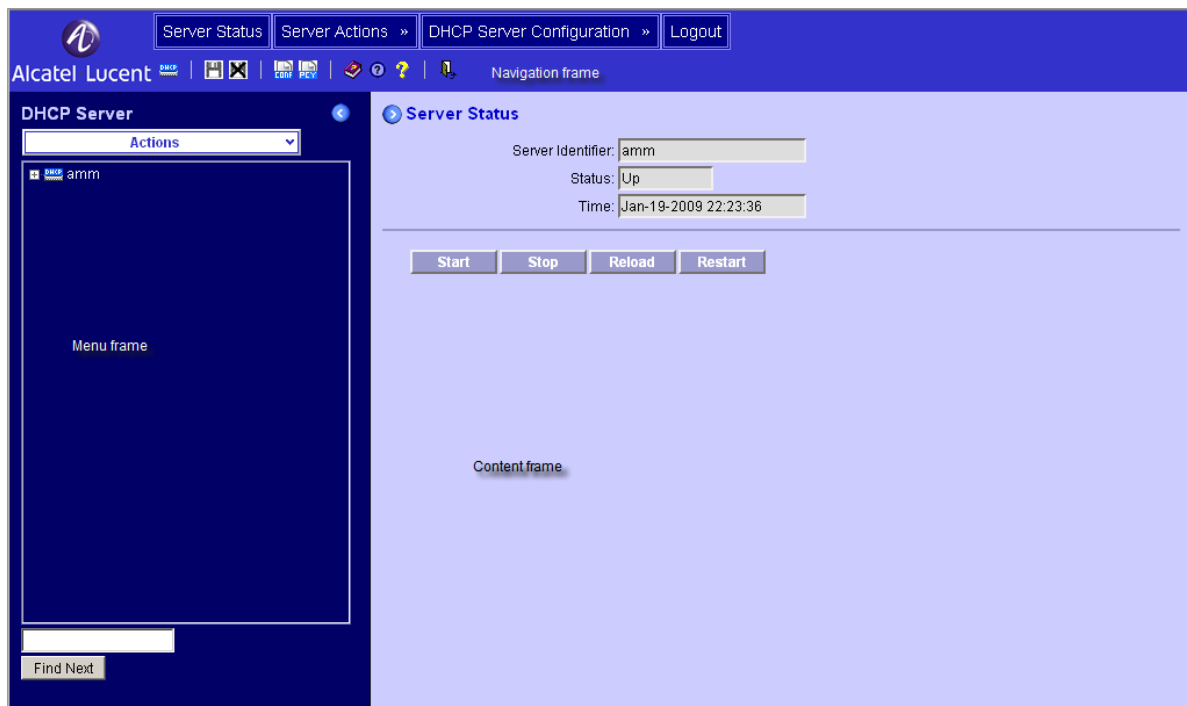 Server Status
Server Actions »
DHCP Server Configuration »
Logout
Alcatel Lucent
DHCP
CONF
PCY
Navigation frame
DHCP Server
Actions
DHCP amm
Menu frame
Find Next
Server Status
Server Identifier: amm
Status: Up
Time: Jan-19-2009 22:23:36
Start Stop Reload Restart
Content frame